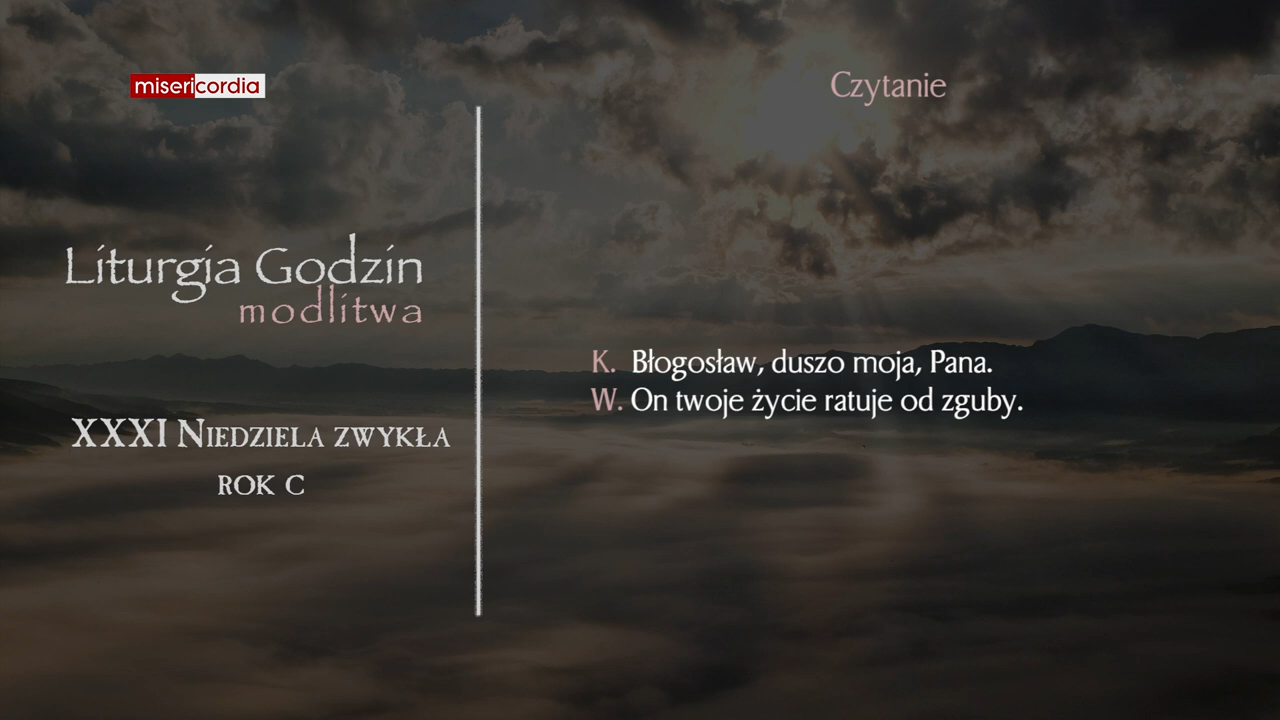 misericordia
Czytanie
Liturgia Godzin
modlitwa
K. Błogosław, duszo moja, Pana.
W. On twoje życie ratuje od zguby.
XXXI Niedziela zwykła
rok C